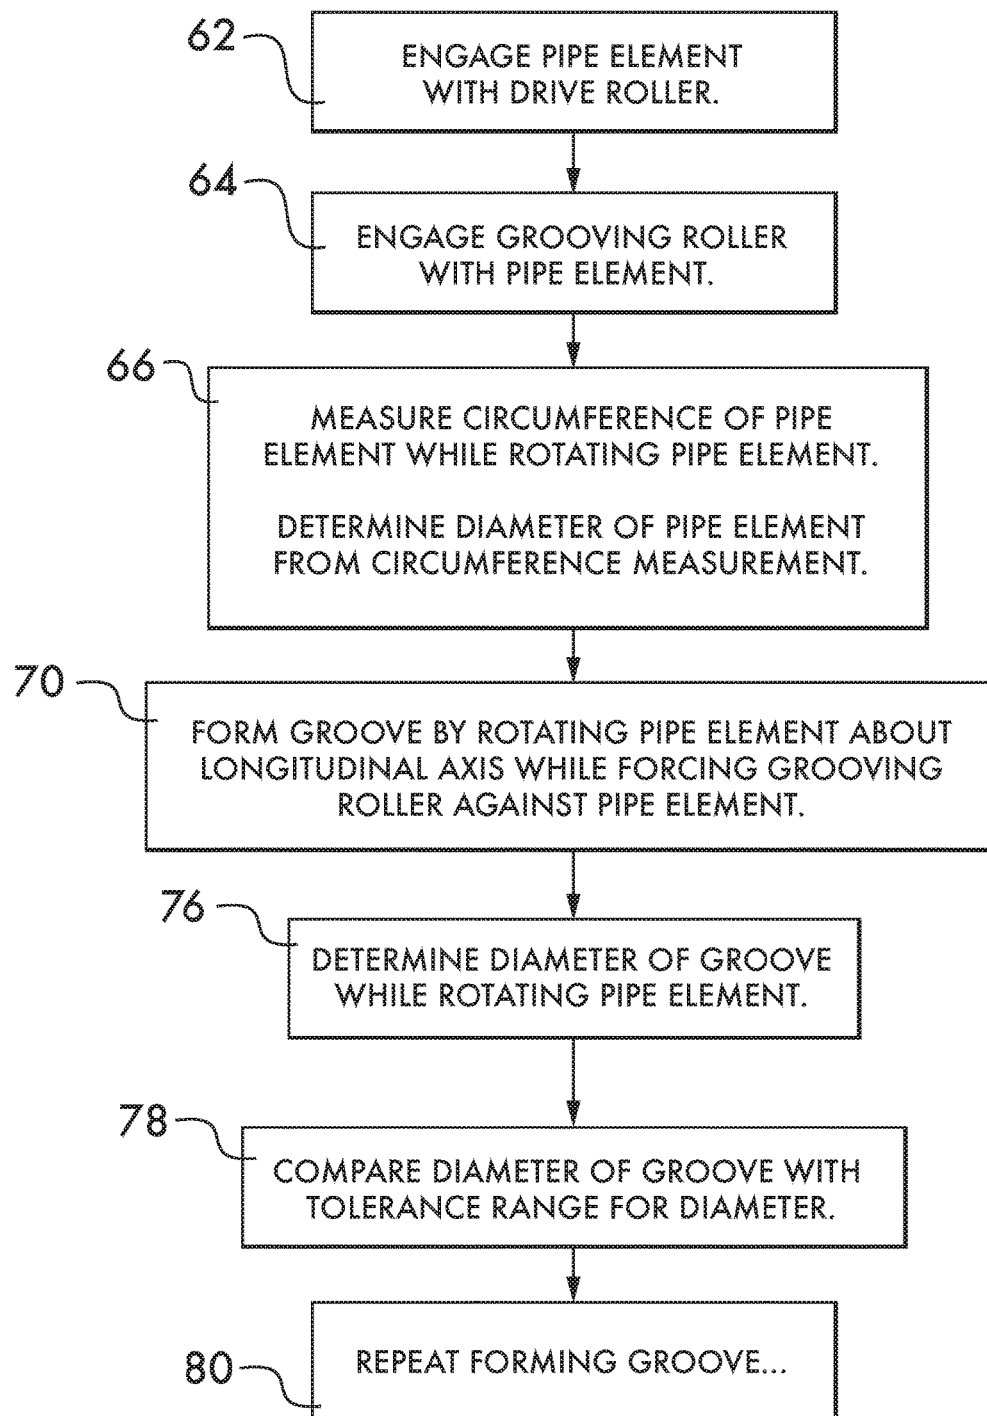 62
ENGAGE PIPE ELEMENT
WITH DRIVE ROLLER.
64
ENGAGE GROOVING ROLLER
WITH PIPE ELEMENT.
66
MEASURE CIRCUMFERENCE OF PIPE
ELEMENT WHILE ROTATING PIPE ELEMENT.
DETERMINE DIAMETER OF PIPE ELEMENT
FROM CIRCUMFERENCE MEASUREMENT.
70
FORM GROOVE BY ROTATING PIPE ELEMENT ABOUT
LONGITUDINAL AXIS WHILE FORCING GROOVING
ROLLER AGAINST PIPE ELEMENT.
76
DETERMINE DIAMETER OF GROOVE
WHILE ROTATING PIPE ELEMENT.
78
COMPARE DIAMETER OF GROOVE WITH
TOLERANCE RANGE FOR DIAMETER.
80
REPEAT FORMING GROOVE...